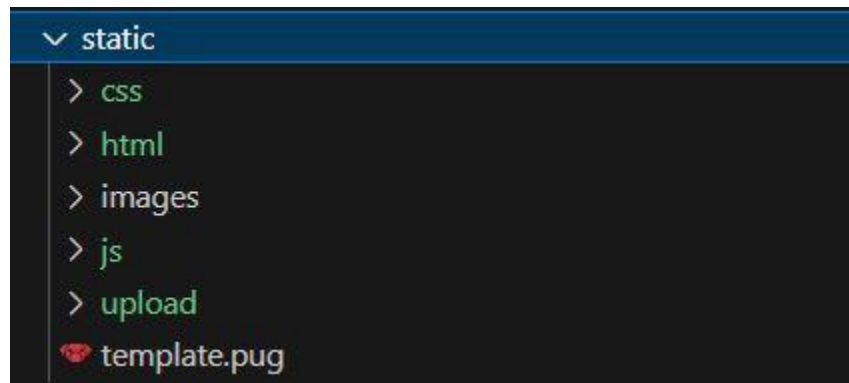 static
css
html
images
js
upload
template.pug